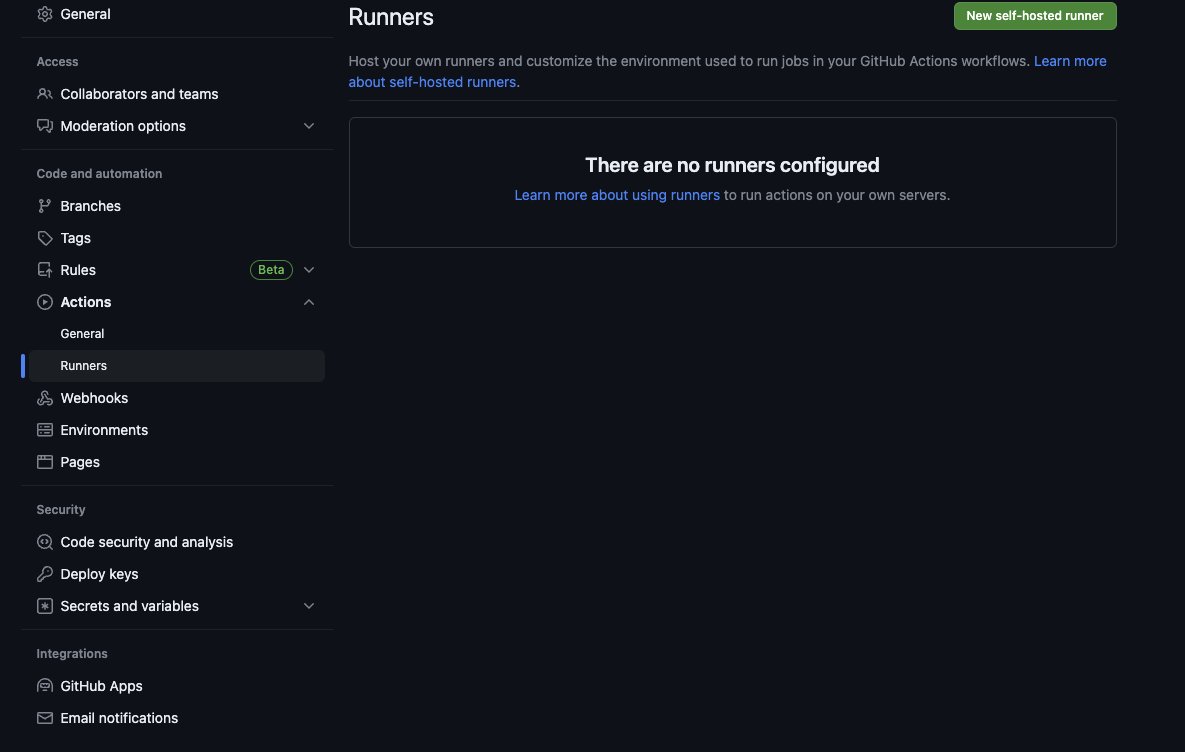 General
Access
Collaborators and teams
Moderation options
Code and automation
Branches
Tags
Rules Beta
Actions
General
Runners
Webhooks
Environments
Pages
Security
Code security and analysis
Deploy keys
Secrets and variables
Integrations
GitHub Apps
Email notifications
Runners
New self-hosted runner
Host your own runners and customize the environment used to run jobs in your GitHub Actions workflows. Learn more
about self-hosted runners.
There are no runners configured
Learn more about using runners to run actions on your own servers.